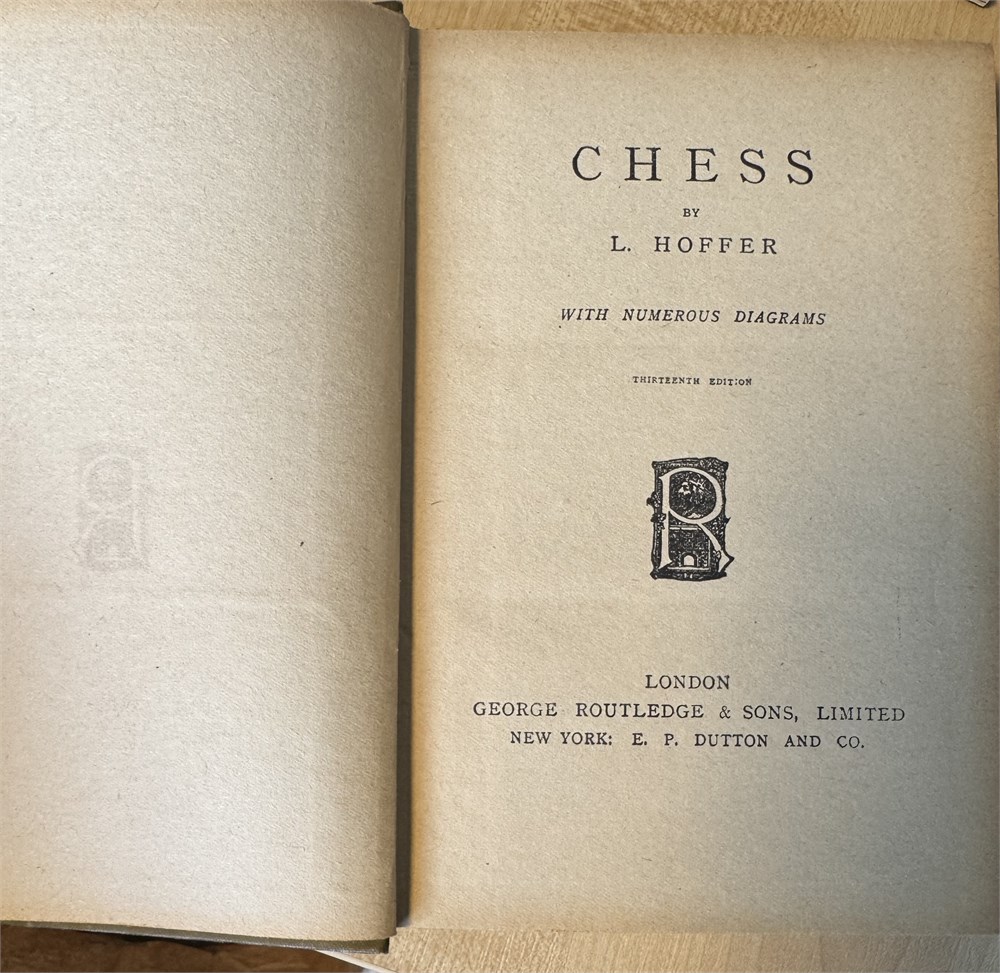 CHESS
BY
L. HOFFER
WITH NUMEROUS DIAGRAMS
THIRTEENTH EDITION
R
LONDON
GEORGE ROUTLEDGE & SONS, LIMITED
NEW YORK: E. P. DUTTON AND CO.